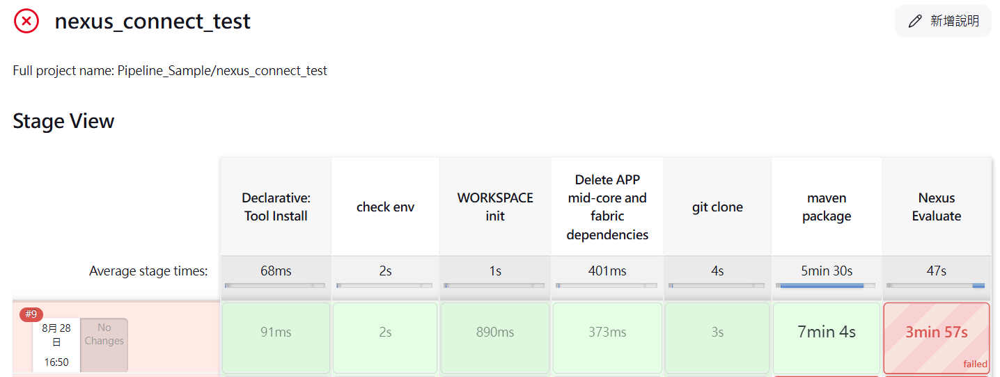 nexus_connect_test
新增說明
Full project name: Pipeline_Sample/nexus_connect_test
Stage View
Declarative:
Tool Install
check env
WORKSPACE
init
Delete APP
mid-core and
fabric
dependencies
git clone
maven
package
Nexus
Evaluate
Average stage times:
68ms
2s
1s
401ms
4s
5min 30s
47s
#9
8月 28
日
16:50
No
Changes
91ms
2s
890ms
373ms
3s
7min 4s
3min 57s
failed